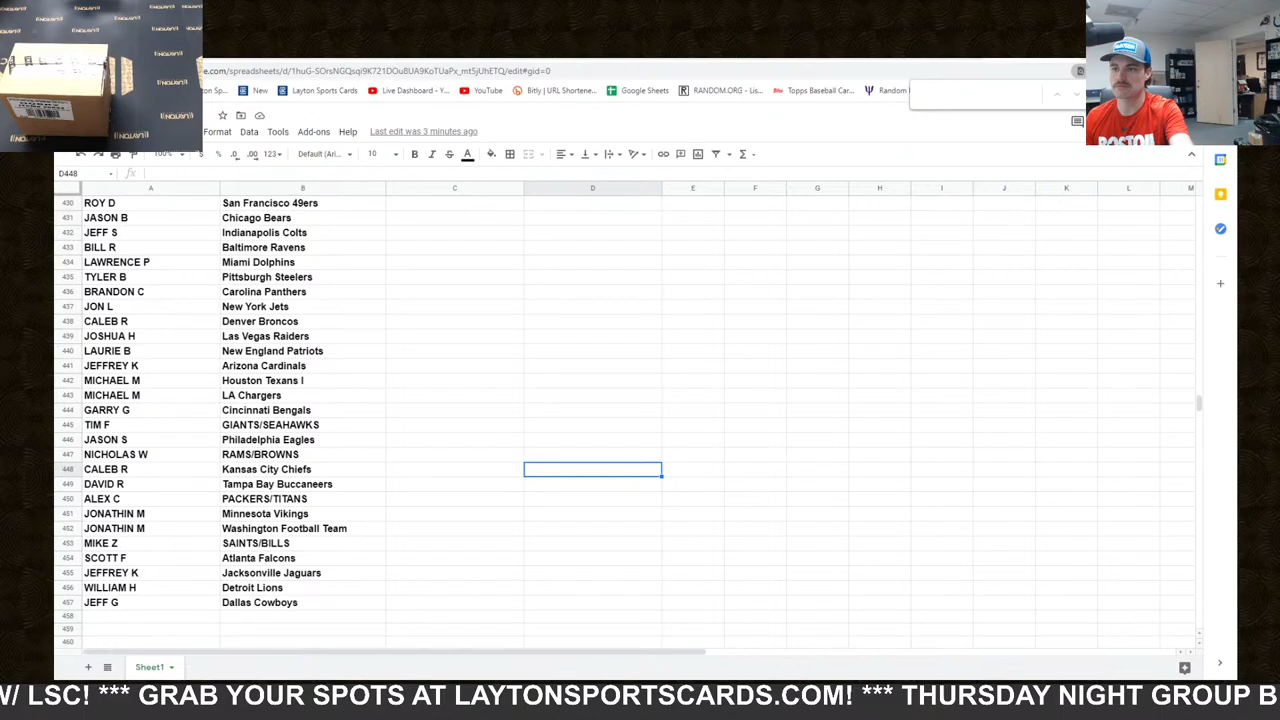 e.com/spreadsheets/d/1huG-SOrsNGQsqi9K721DOu8UA9KoTUaPx_mt5jUhETQ/edit#gid=0
on Sp... New Layton Sports Cards Live Dashboard - Y... YouTube Bitly | URL Shortene... Google Sheets RANDOM.ORG - Lis... Topps Baseball Car... Random
Format Data Tools Add-ons Help Last edit was 3 minutes ago
100% % .0 .00 123 Default (Ari... 10 B I S A
D448 fx
A B C D E F G H I J K L M
430 ROY D San Francisco 49ers
431 JASON B Chicago Bears
432 JEFF S Indianapolis Colts
433 BILL R Baltimore Ravens
434 LAWRENCE P Miami Dolphins
435 TYLER B Pittsburgh Steelers
436 BRANDON C Carolina Panthers
437 JON L New York Jets
438 CALEB R Denver Broncos
439 JOSHUA H Las Vegas Raiders
440 LAURIE B New England Patriots
441 JEFFREY K Arizona Cardinals
442 MICHAEL M Houston Texans I
443 MICHAEL M LA Chargers
444 GARRY G Cincinnati Bengals
445 TIM F GIANTS/SEAHAWKS
446 JASON S Philadelphia Eagles
447 NICHOLAS W RAMS/BROWNS
448 CALEB R Kansas City Chiefs
449 DAVID R Tampa Bay Buccaneers
450 ALEX C PACKERS/TITANS
451 JONATHIN M Minnesota Vikings
452 JONATHIN M Washington Football Team
453 MIKE Z SAINTS/BILLS
454 SCOTT F Atlanta Falcons
455 JEFFREY K Jacksonville Jaguars
456 WILLIAM H Detroit Lions
457 JEFF G Dallas Cowboys
458
459
460
Sheet1
W/ LSC! *** GRAB YOUR SPOTS AT LAYTONSPORTSCARDS.COM! *** THURSDAY NIGHT GROUP B
BOSTON